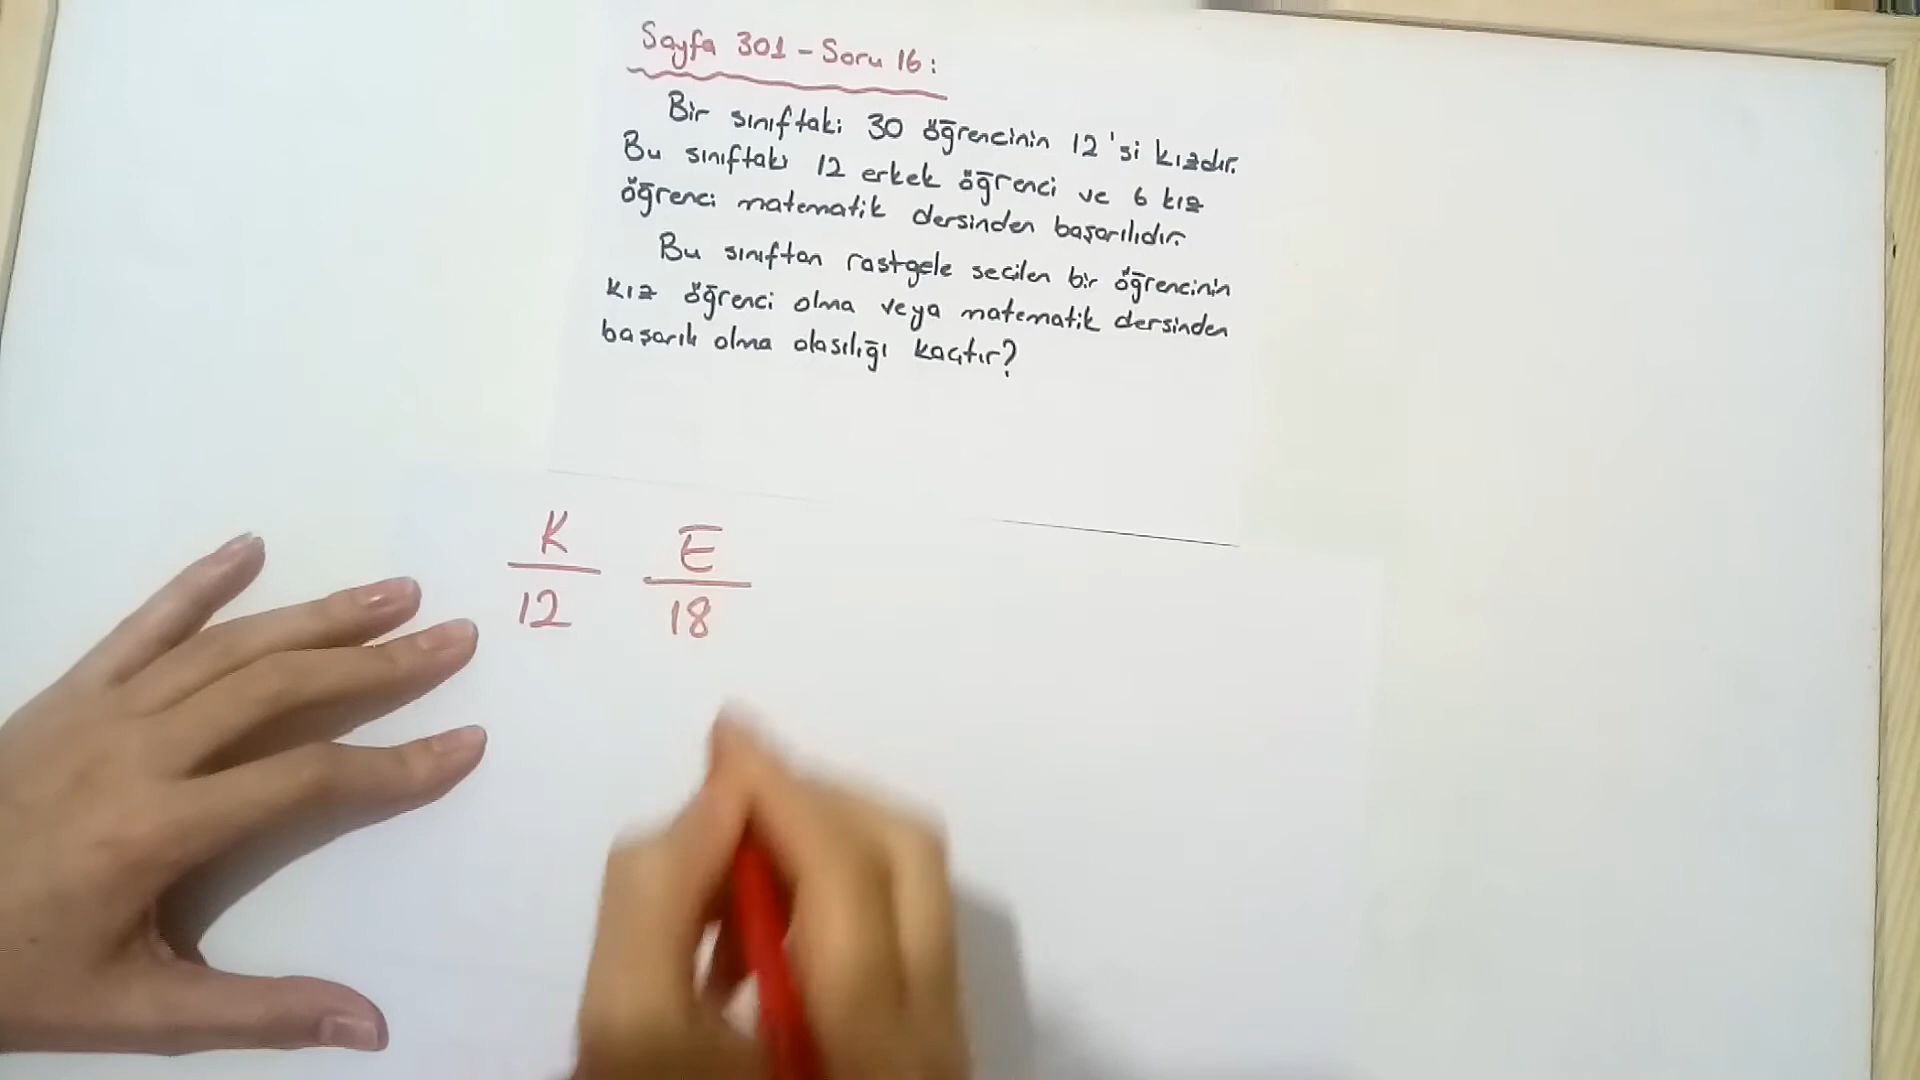 Sayfa 301 - Soru 16:
Bir sınıftaki 30 öğrencinin 12'si kızdır.
Bu sınıftaki 12 erkek öğrenci ve 6 kız
öğrenci matematik dersinden başarılıdır.
Bu sınıftan rastgele secilen bir öğrencinin
kız öğrenci olma veya matematik dersinden
başarılı olma olasılığı kaçtır?
K E
12 18